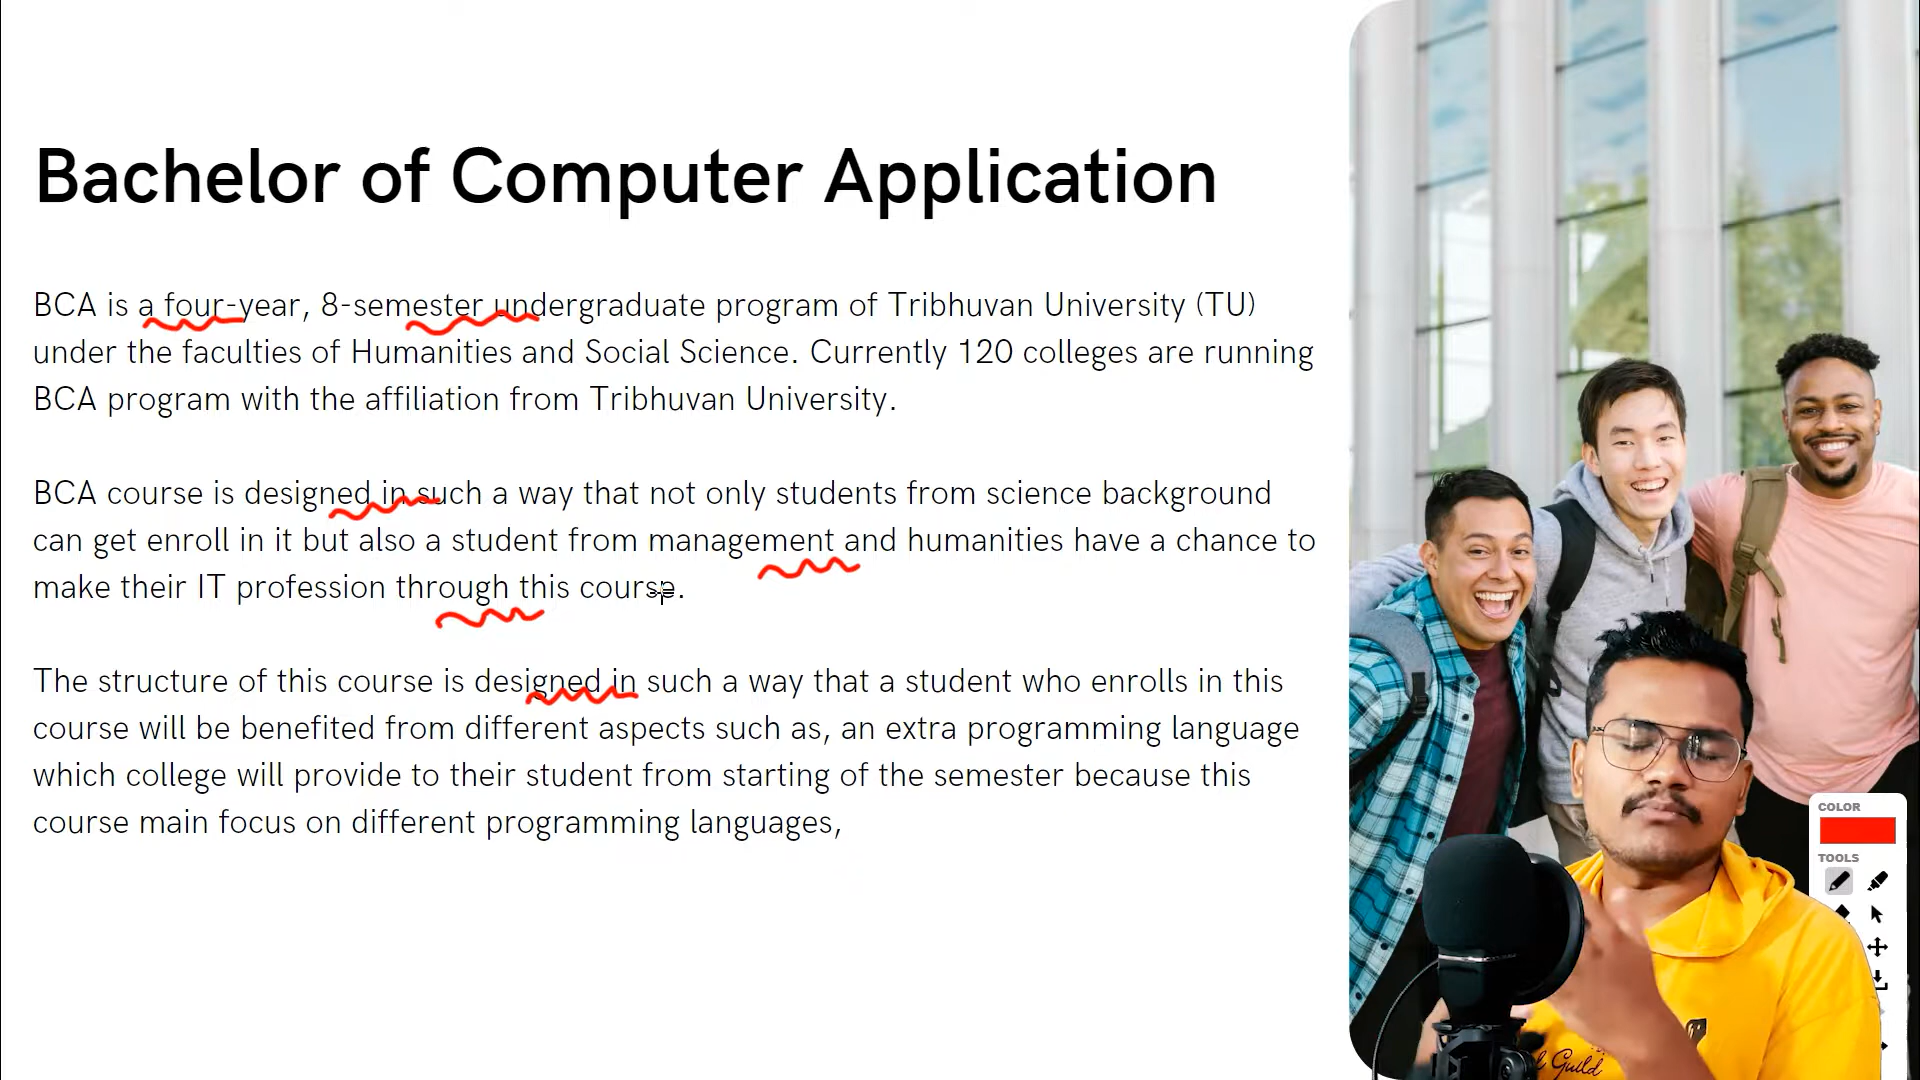 Bachelor of Computer Application
BCA is a four-year, 8-semester undergraduate program of Tribhuvan University (TU)
under the faculties of Humanities and Social Science. Currently 120 colleges are running
BCA program with the affiliation from Tribhuvan University.
BCA course is designed in such a way that not only students from science background
can get enroll in it but also a student from management and humanities have a chance to
make their IT profession through this course.
The structure of this course is designed in such a way that a student who enrolls in this
course will be benefited from different aspects such as, an extra programming language
which college will provide to their student from starting of the semester because this
course main focus on different programming languages,
COLOR
TOOLS
Guild